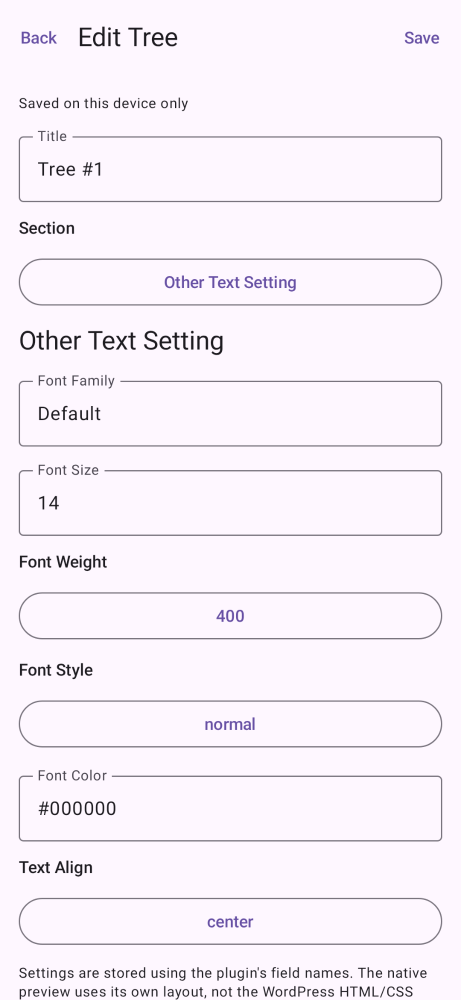 Back Edit Tree Save
Saved on this device only
Title
Tree #1
Section
Other Text Setting
Other Text Setting
Font Family
Default
Font Size
14
Font Weight
400
Font Style
normal
Font Color
#000000
Text Align
center
Settings are stored using the plugin's field names. The native
preview uses its own layout, not the WordPress HTML/CSS